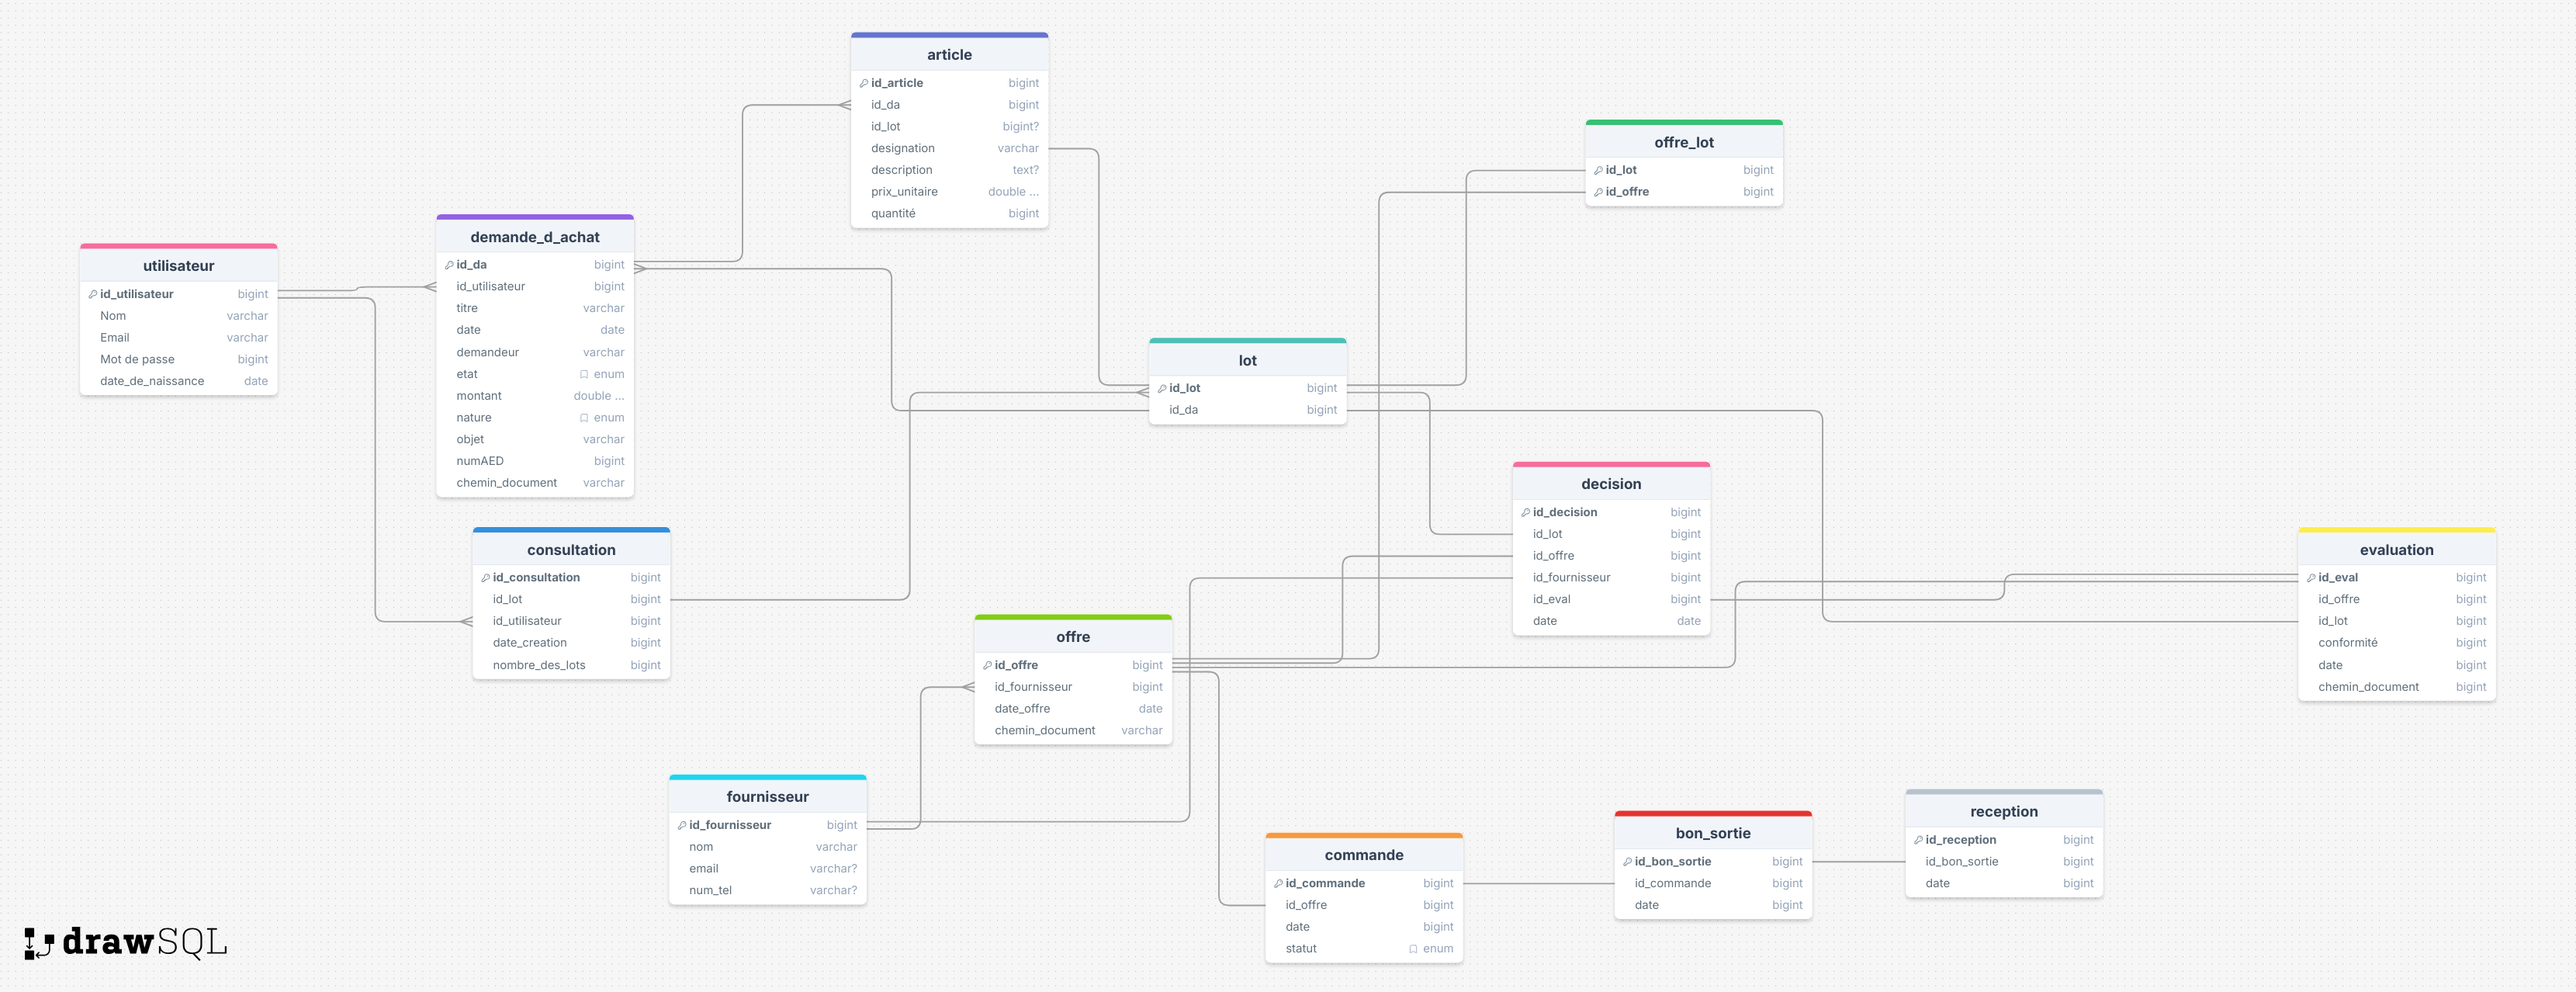 article
id_article bigint
id_da bigint
id_lot bigint?
designation varchar
description text?
prix_unitaire double ...
quantité bigint
offre_lot
id_lot bigint
id_offre bigint
demande_d_achat
id_da bigint
id_utilisateur bigint
titre varchar
date date
demandeur varchar
etat enum
montant double ...
nature enum
objet varchar
numAED bigint
chemin_document varchar
utilisateur
id_utilisateur bigint
Nom varchar
Email varchar
Mot de passe bigint
date_de_naissance date
lot
id_lot bigint
id_da bigint
decision
id_decision bigint
id_lot bigint
id_offre bigint
id_fournisseur bigint
id_eval bigint
date date
consultation
id_consultation bigint
id_lot bigint
id_utilisateur bigint
date_creation bigint
nombre_des_lots bigint
evaluation
id_eval bigint
id_offre bigint
id_lot bigint
conformité bigint
date bigint
chemin_document bigint
offre
id_offre bigint
id_fournisseur bigint
date_offre date
chemin_document varchar
fournisseur
id_fournisseur bigint
nom varchar
email varchar?
num_tel varchar?
commande
id_commande bigint
id_offre bigint
date bigint
statut enum
bon_sortie
id_bon_sortie bigint
id_commande bigint
date bigint
reception
id_reception bigint
id_bon_sortie bigint
date bigint
drawSQL